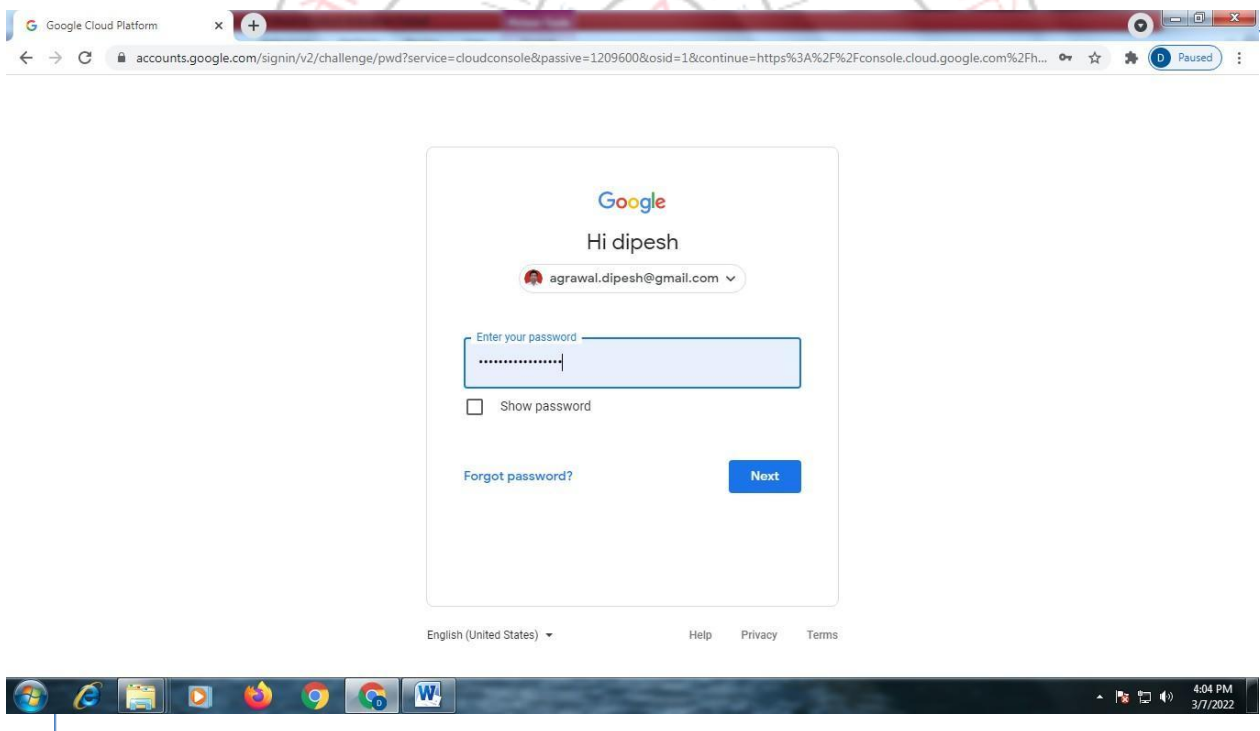 Google Cloud Platform
accounts.google.com/signin/v2/challenge/pwd?service=cloudconsole&passive=1209600&osid=1&continue=https%3A%2F%2Fconsole.cloud.google.com%2Fh...
D Paused
Google
Hi dipesh
agrawal.dipesh@gmail.com
Enter your password
•••••••••••••••••
Show password
Forgot password?
Next
English (United States)
Help Privacy Terms
4:04 PM
3/7/2022